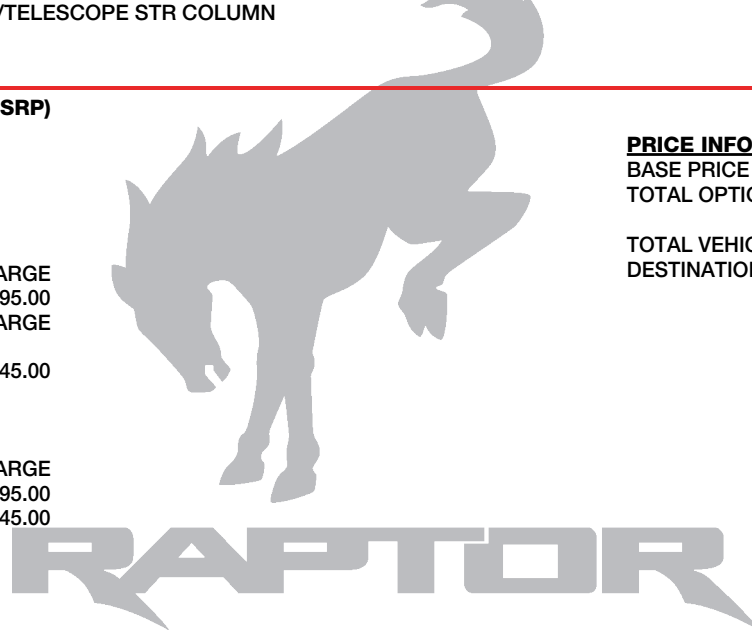 /TELESCOPE STR COLUMN
SRP)
ARGE
95.00
ARGE
45.00
ARGE
95.00
45.00
PRICE INFO
BASE PRICE
TOTAL OPTIO
TOTAL VEHIC
DESTINATION
RAPTOR